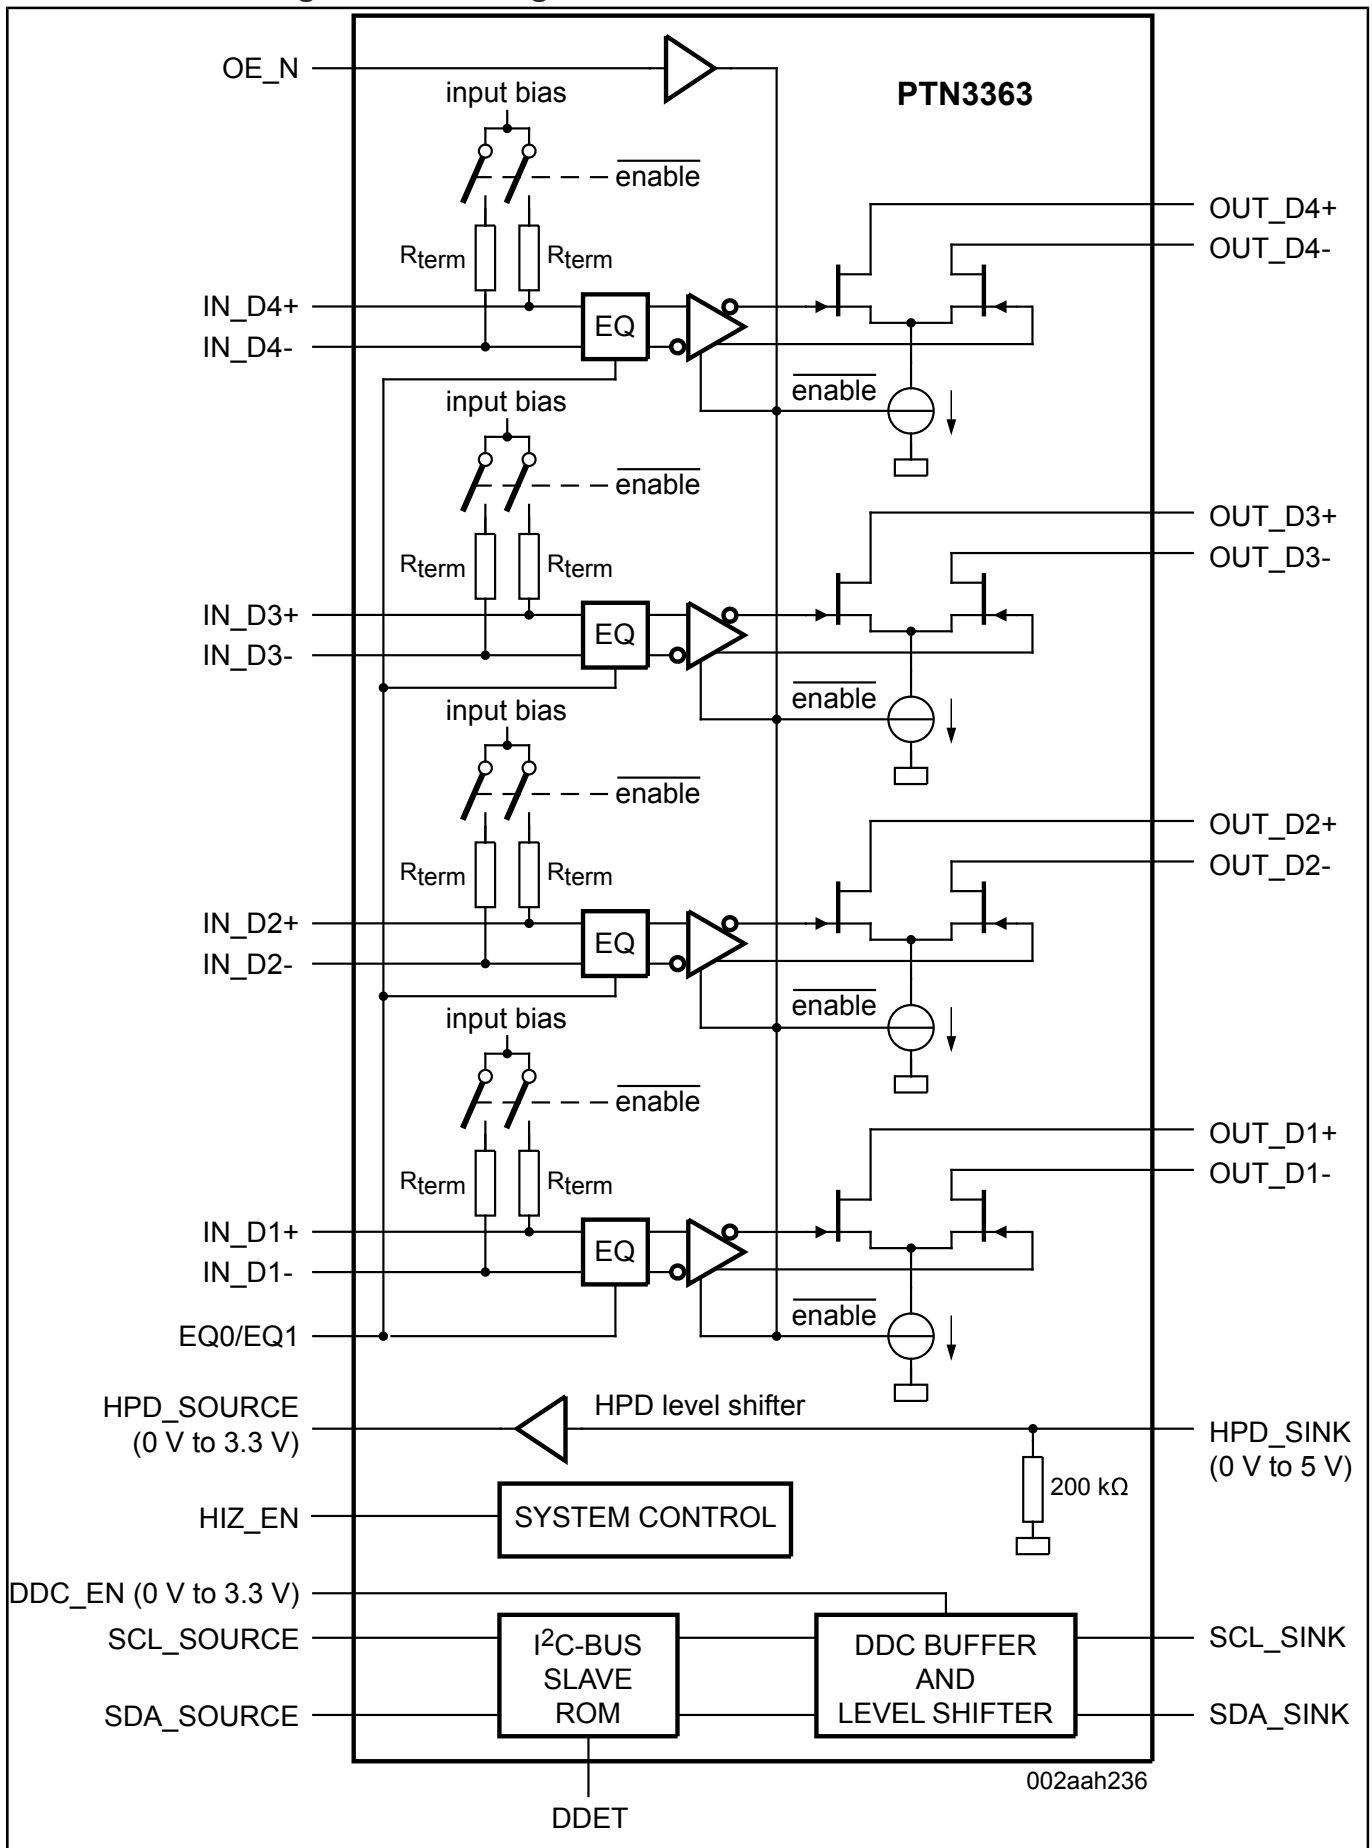 OE_N
input bias
PTN3363
enable
OUT_D4+
OUT_D4-
Rterm
Rterm
IN_D4+
IN_D4-
EQ
enable
input bias
enable
OUT_D3+
OUT_D3-
Rterm
Rterm
IN_D3+
IN_D3-
EQ
enable
input bias
enable
OUT_D2+
OUT_D2-
Rterm
Rterm
IN_D2+
IN_D2-
EQ
enable
input bias
enable
OUT_D1+
OUT_D1-
Rterm
Rterm
IN_D1+
IN_D1-
EQ
enable
EQ0/EQ1
HPD_SOURCE
(0 V to 3.3 V)
HPD level shifter
HPD_SINK
(0 V to 5 V)
200 kΩ
HIZ_EN
SYSTEM CONTROL
DDC_EN (0 V to 3.3 V)
SCL_SOURCE
SDA_SOURCE
I2C-BUS
SLAVE
ROM
DDC BUFFER
AND
LEVEL SHIFTER
SCL_SINK
SDA_SINK
002aah236
DDET